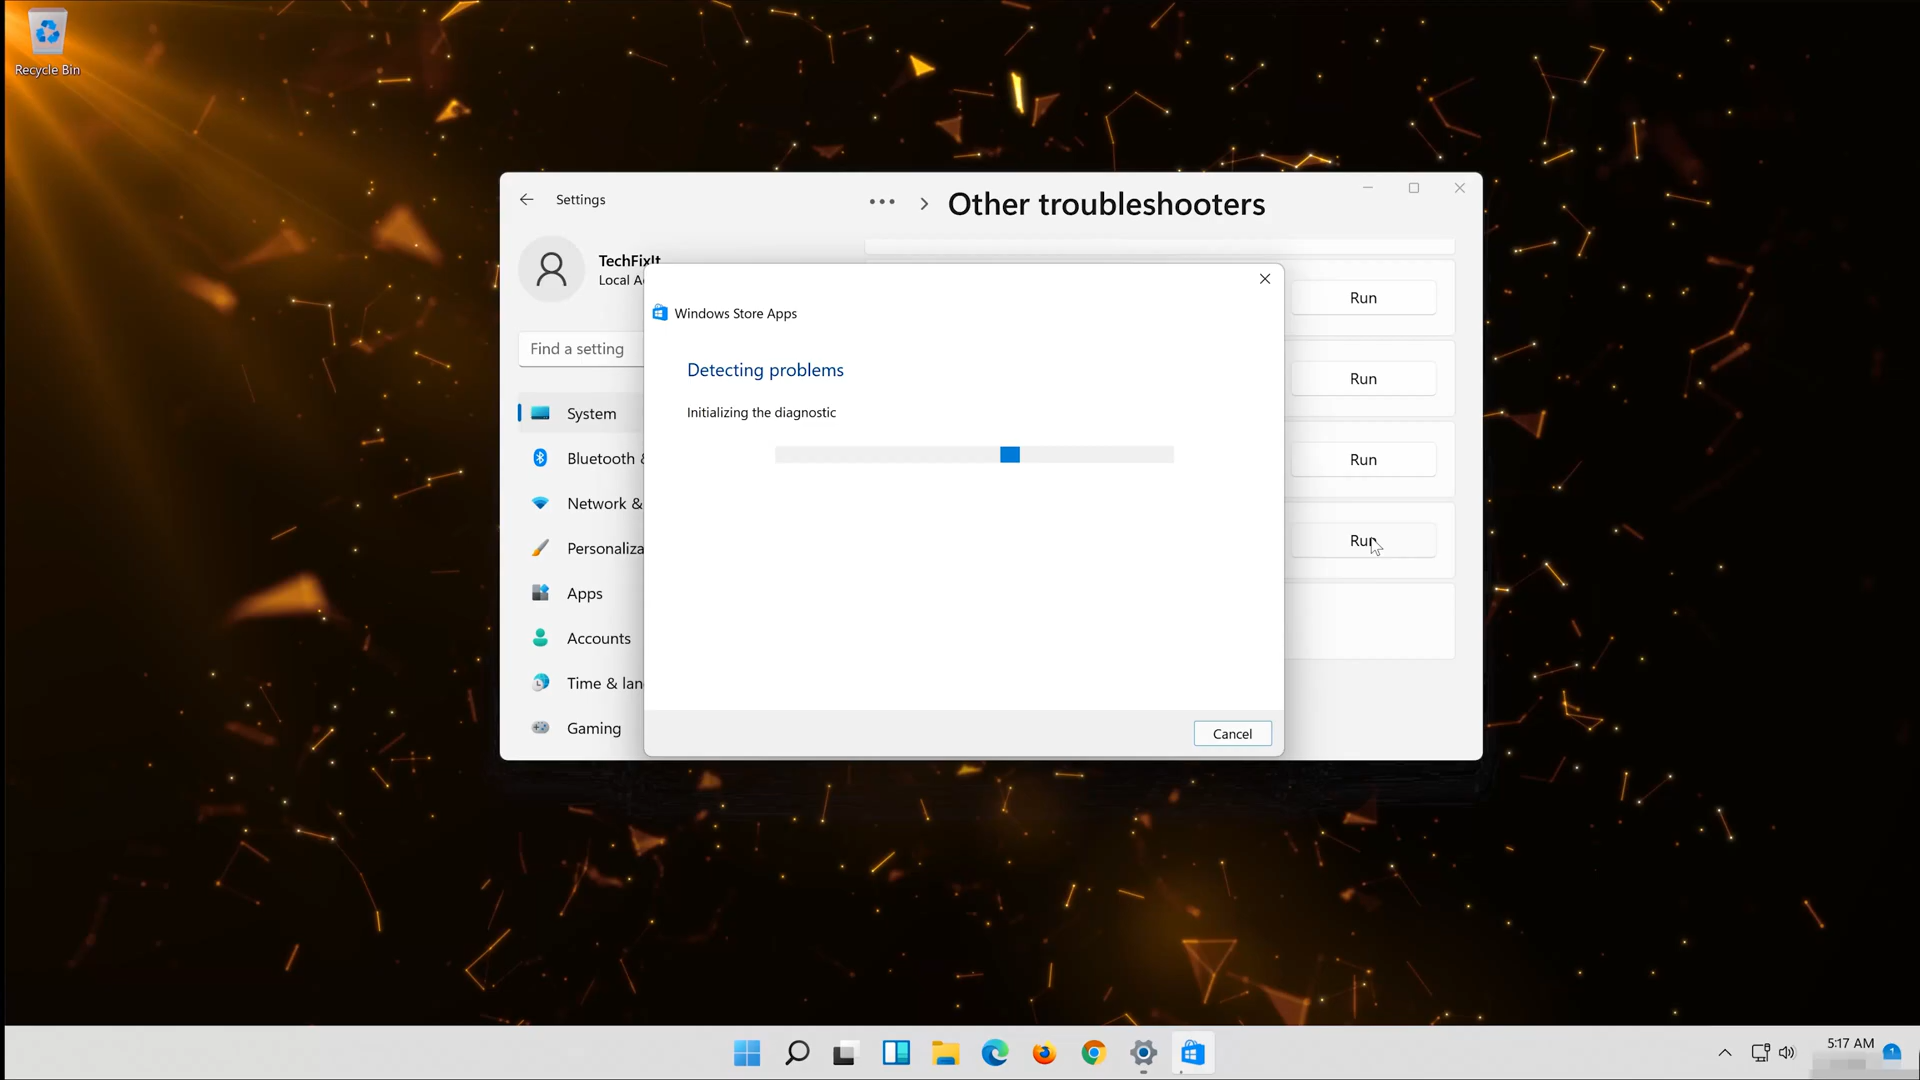 Recycle Bin
Settings
Other troubleshooters
TechFixIt
Local A
Find a setting
System
Bluetooth &
Network &
Personaliza
Apps
Accounts
Time & lan
Gaming
Windows Store Apps
Detecting problems
Initializing the diagnostic
Cancel
Run
Run
Run
Run
5:17 AM
1